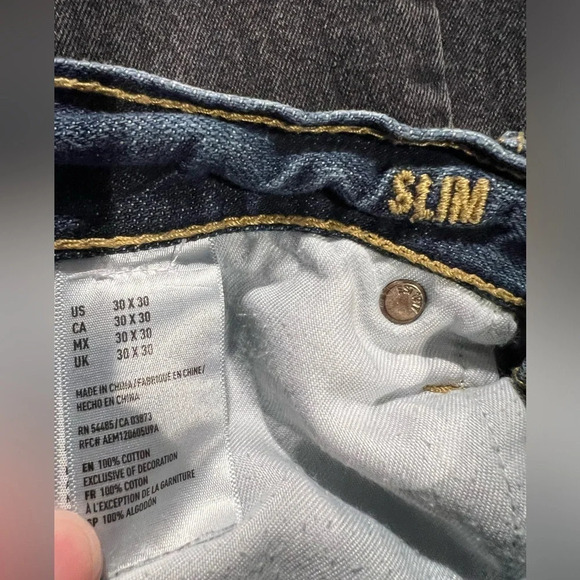 SLIM
US 30 X 30
CA 30 X 30
MX 30 X 30
UK 30 X 30
MADE IN CHINA/FABRIQUÉ EN CHINE/
HECHO EN CHINA
RN 54485/CA 03873
RFC# AEM120605U9A
EN 100% COTTON
EXCLUSIVE OF DECORATION
FR 100% COTON
À L'EXCEPTION DE LA GARNITURE
SP 100% ALGODÓN